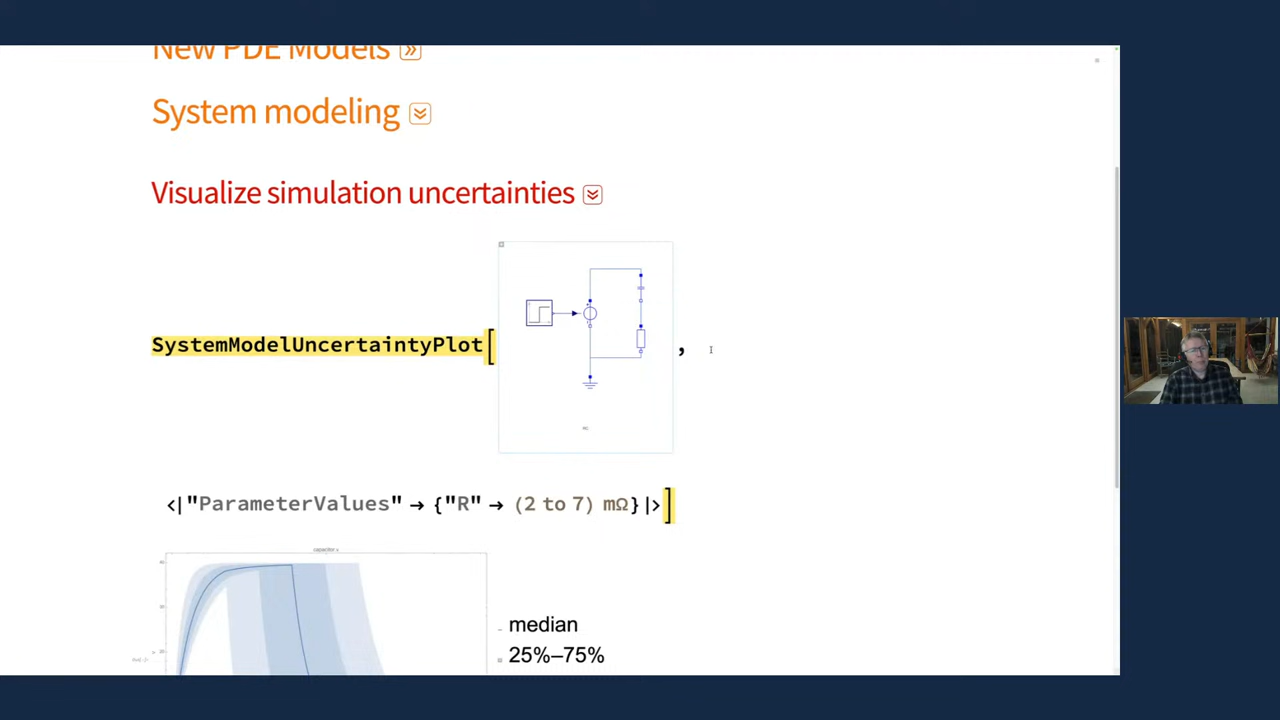 New PDE Models
System modeling
Visualize simulation uncertainties
SystemModelUncertaintyPlot[ ,
<|"ParameterValues" → {"R" → (2 to 7) mΩ}|>]
median
25%–75%